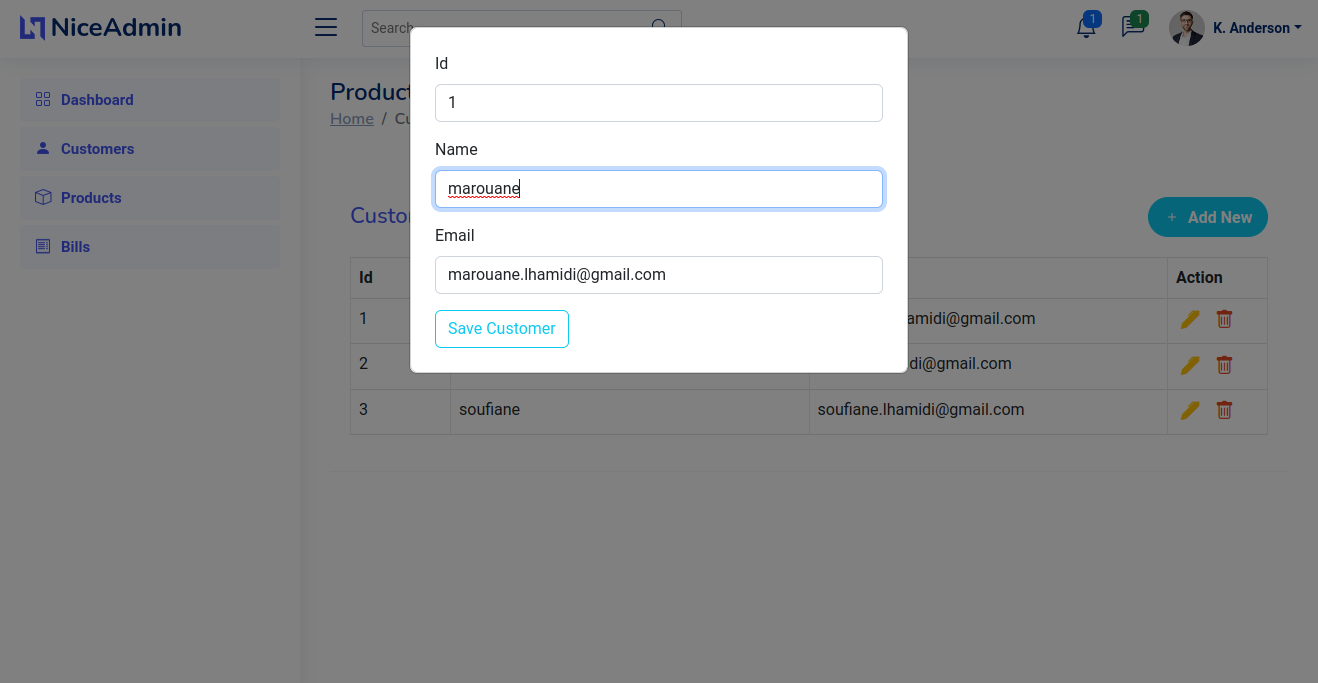 NiceAdmin
Search
1
1
K. Anderson
Dashboard
Customers
Products
Bills
Product
Home / Cu
Custo
+ Add New
Id
1
Name
marouane
Email
marouane.lhamidi@gmail.com
Save Customer
Id
Action
1
amidi@gmail.com
2
di@gmail.com
3
soufiane
soufiane.lhamidi@gmail.com